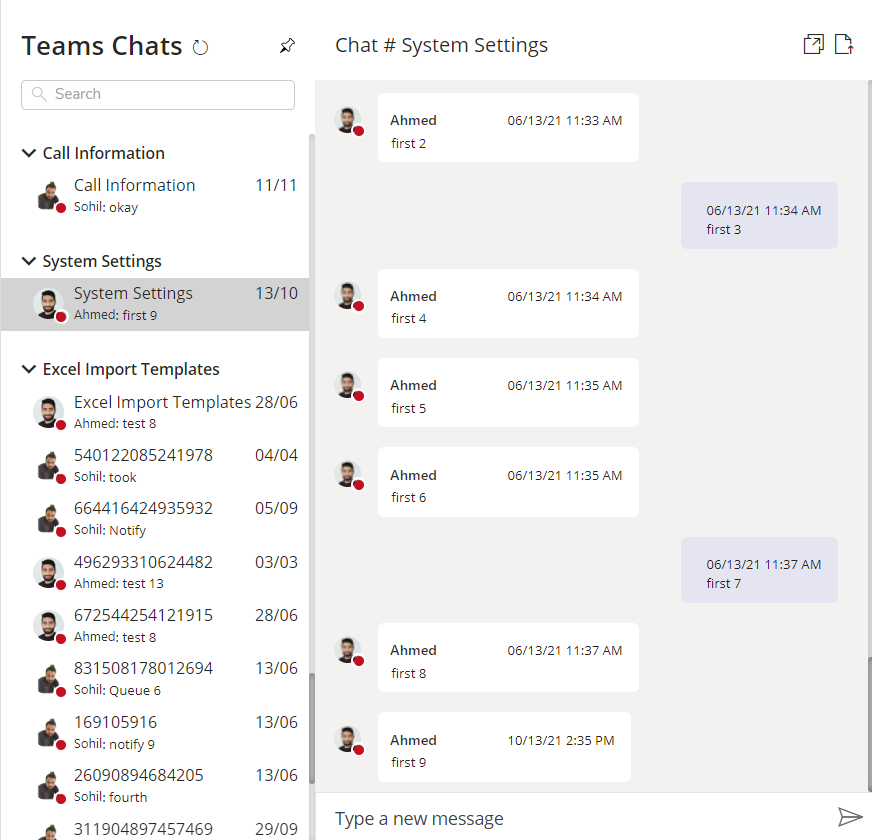 Teams Chats
Search
Call Information
Call Information 11/11
Sohil: okay
System Settings
System Settings 13/10
Ahmed: first 9
Excel Import Templates
Excel Import Templates 28/06
Ahmed: test 8
540122085241978 04/04
Sohil: took
664416424935932 05/09
Sohil: Notify
496293310624482 03/03
Ahmed: test 13
672544254121915 28/06
Ahmed: test 8
831508178012694 13/06
Sohil: Queue 6
169105916 13/06
Sohil: notify 9
26090894684205 13/06
Sohil: fourth
311904897457469 29/09
Chat # System Settings
Ahmed 06/13/21 11:33 AM
first 2
06/13/21 11:34 AM
first 3
Ahmed 06/13/21 11:34 AM
first 4
Ahmed 06/13/21 11:35 AM
first 5
Ahmed 06/13/21 11:35 AM
first 6
06/13/21 11:37 AM
first 7
Ahmed 06/13/21 11:37 AM
first 8
Ahmed 10/13/21 2:35 PM
first 9
Type a new message